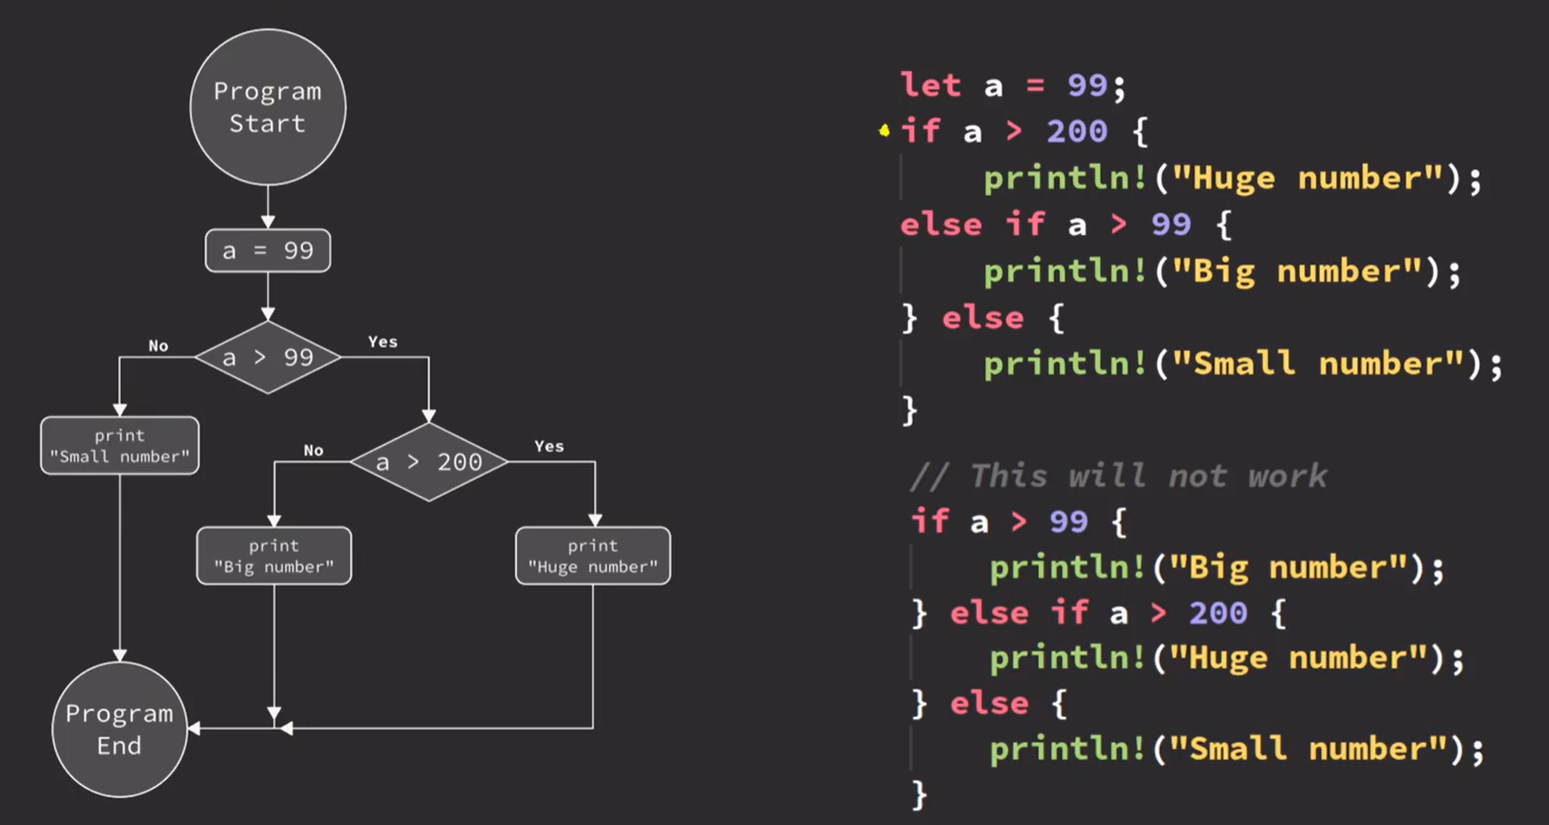 Program
Start
a = 99
a > 99
No
Yes
print
"Small number"
a > 200
No
Yes
print
"Big number"
print
"Huge number"
Program
End
let a = 99;
if a > 200 {
println!("Huge number");
else if a > 99 {
println!("Big number");
} else {
println!("Small number");
}
// This will not work
if a > 99 {
println!("Big number");
} else if a > 200 {
println!("Huge number");
} else {
println!("Small number");
}